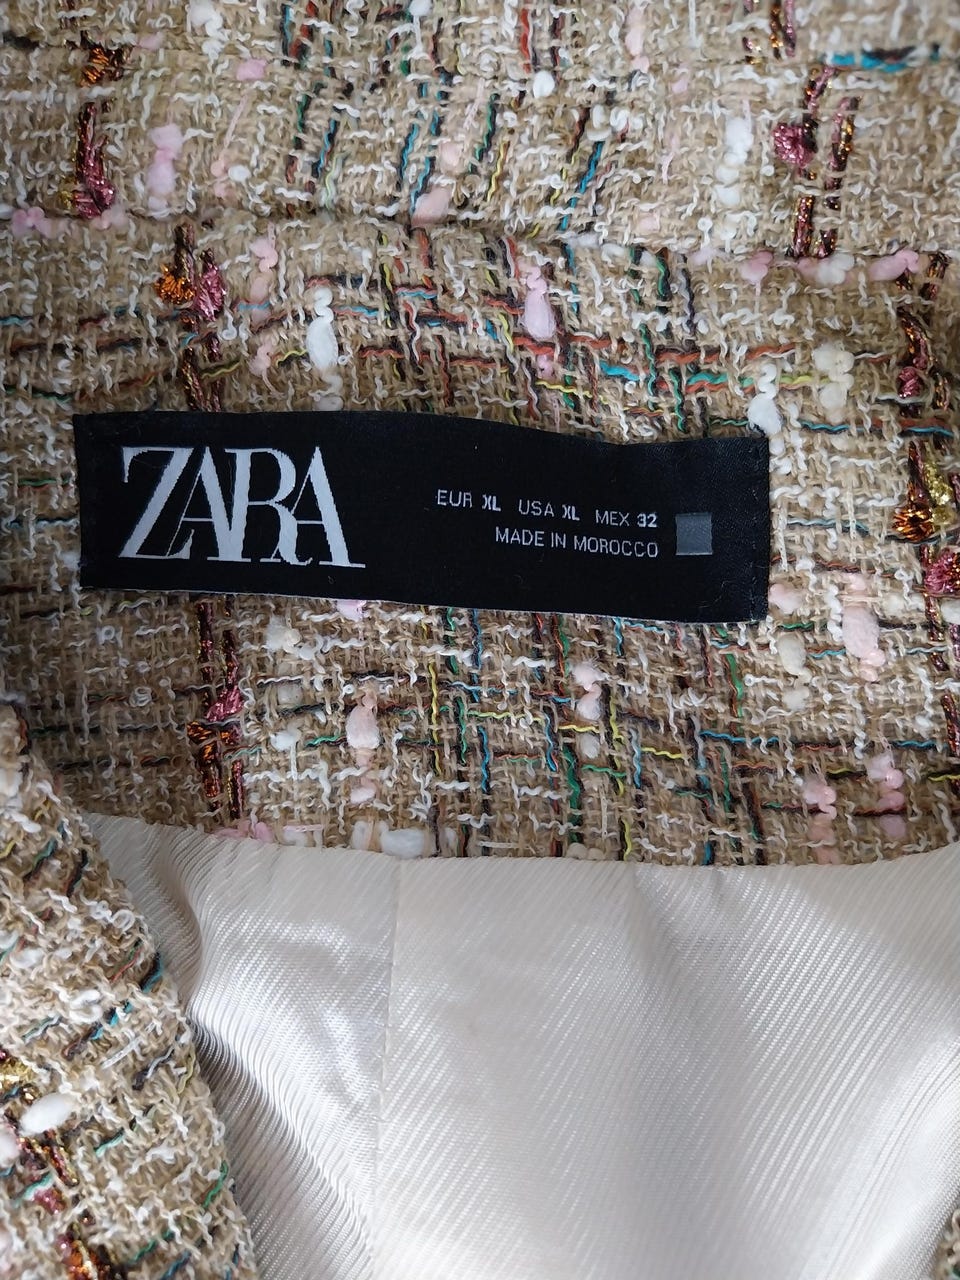 ZARA
EUR XL USA XL MEX 32
MADE IN MOROCCO